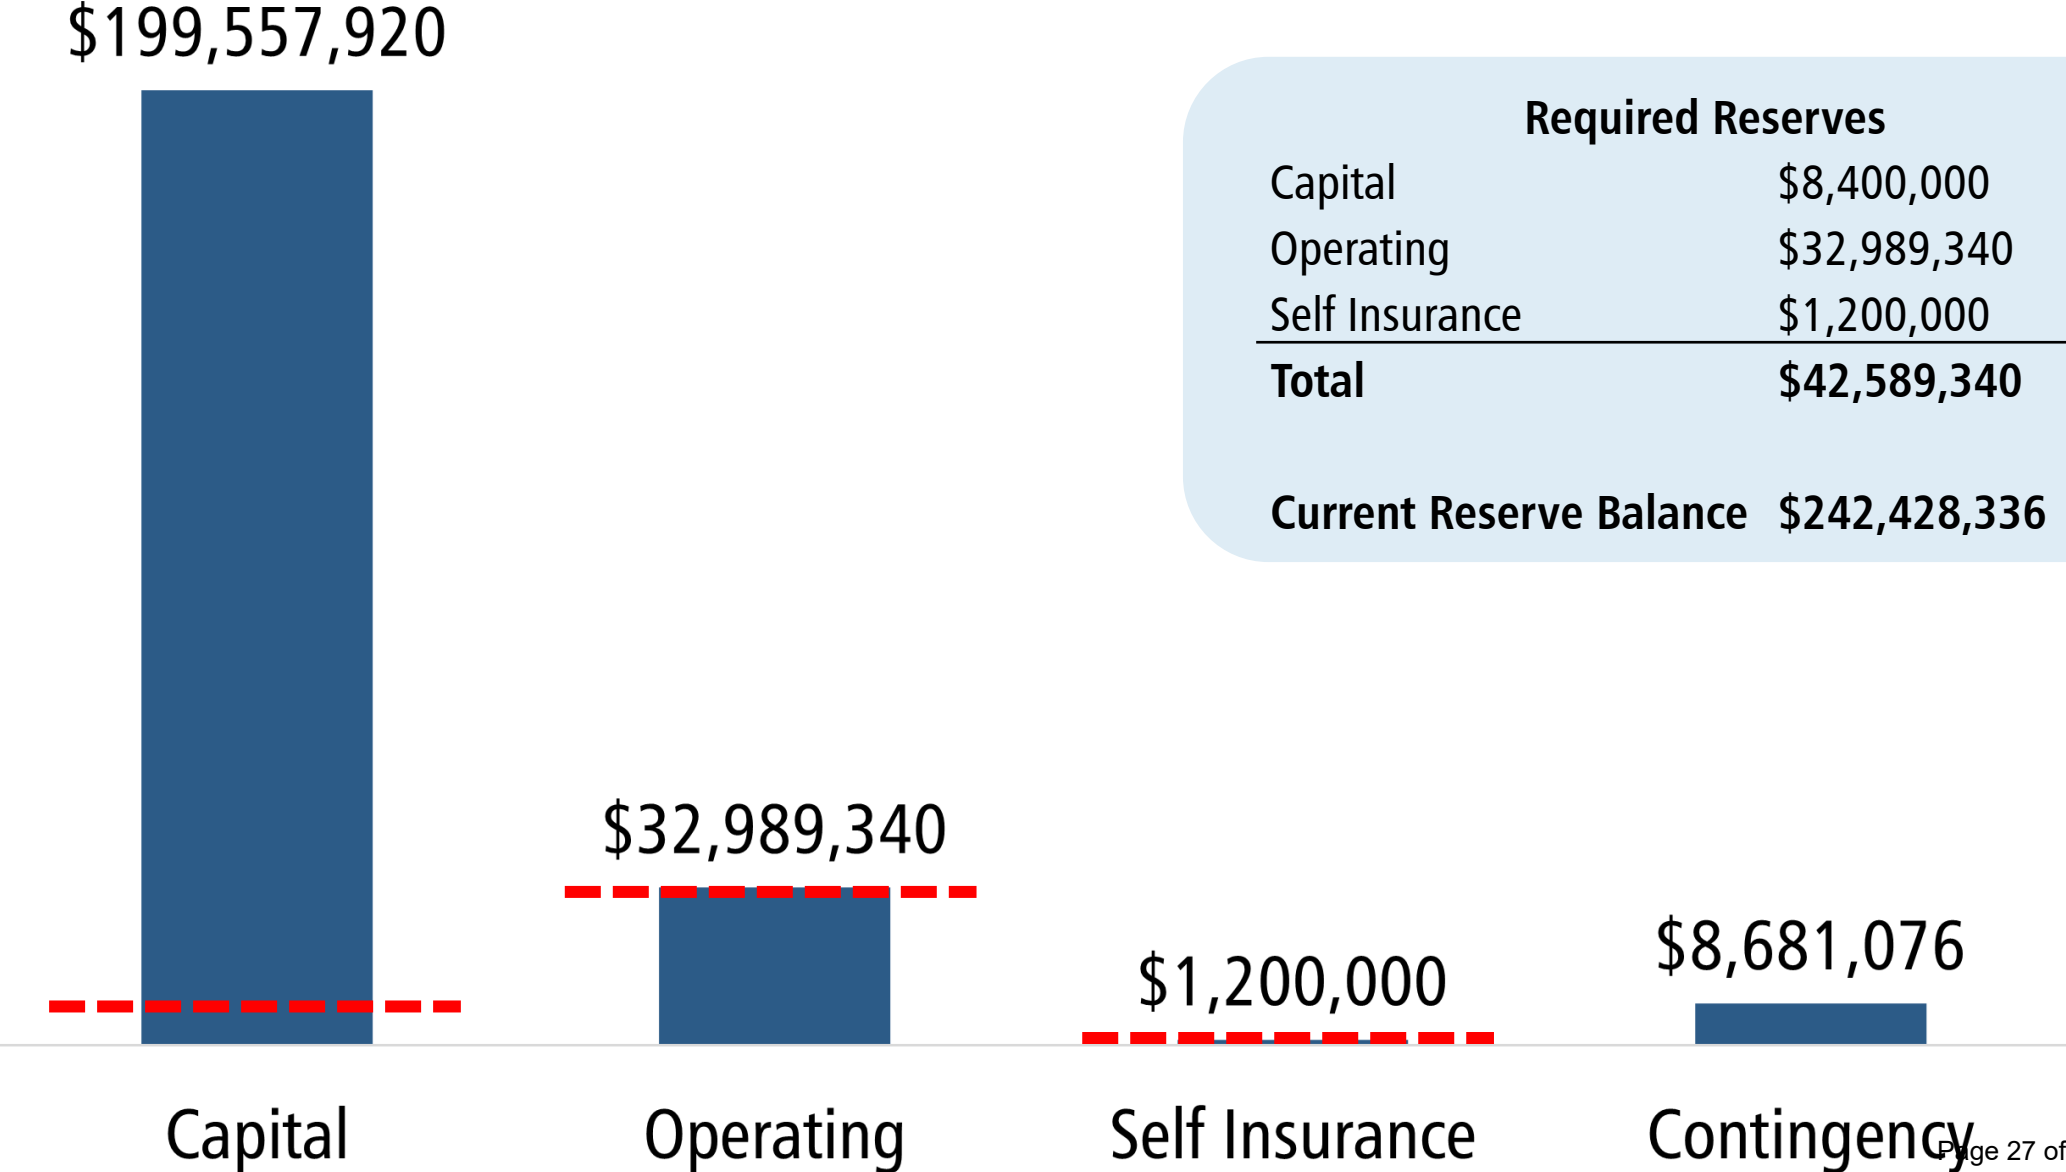 $199,557,920
Required Reserves
Capital $8,400,000
Operating $32,989,340
Self Insurance $1,200,000
Total $42,589,340
Current Reserve Balance $242,428,336
$32,989,340
$1,200,000
$8,681,076
Capital Operating Self Insurance Contingency
Page 27 of